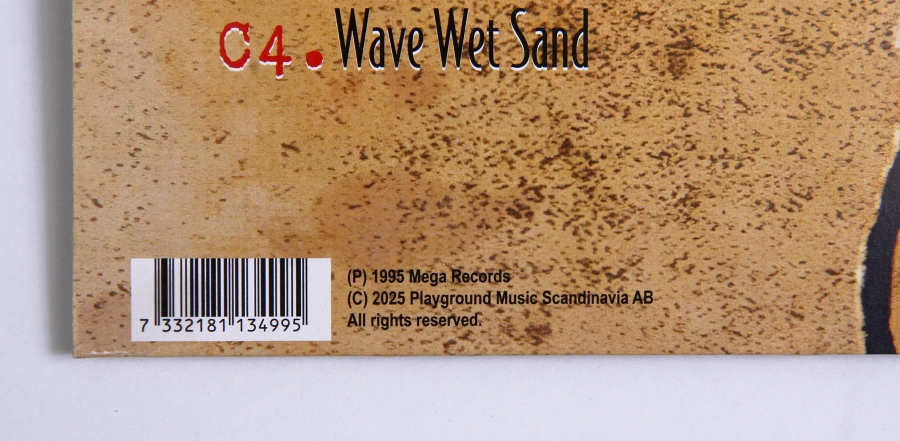 C4. Wave Wet Sand
(P) 1995 Mega Records
(C) 2025 Playground Music Scandinavia AB
All rights reserved.
7 332181 134995